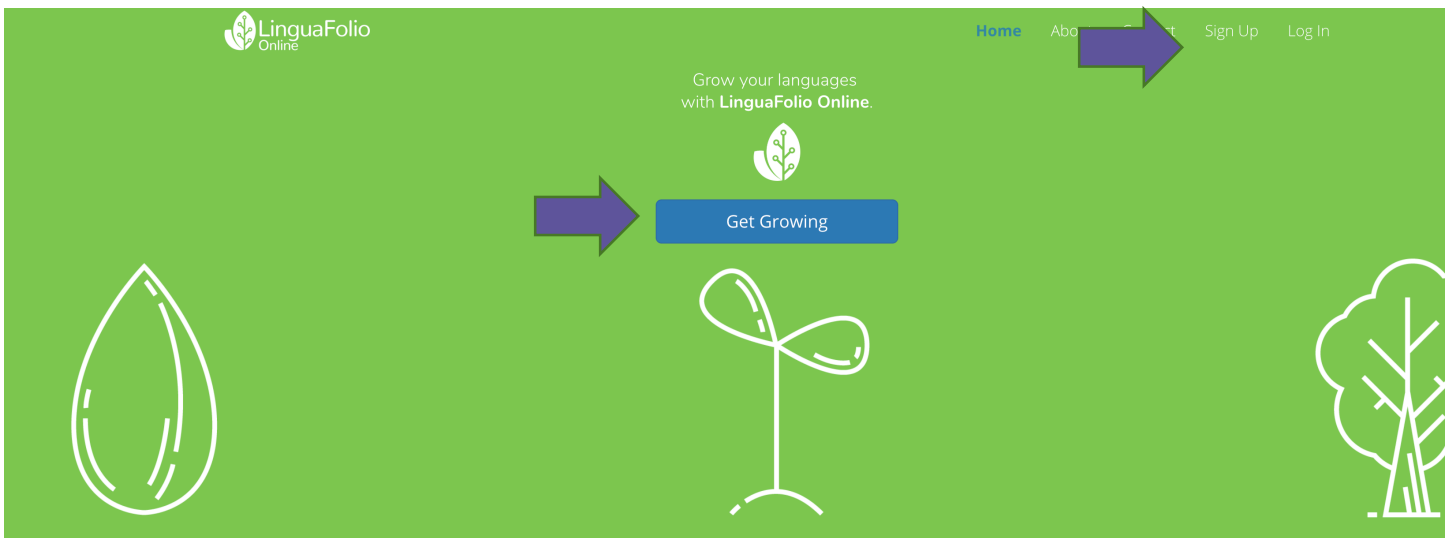 LinguaFolio
Online
Home Sign Up Log In
Grow your languages
with LinguaFolio Online.
Get Growing